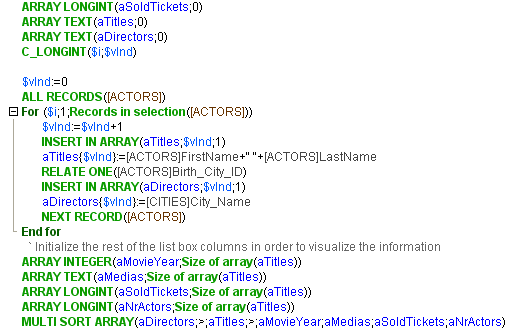 ARRAY LONGINT(aSoldTickets;0)
ARRAY TEXT(aTitles;0)
ARRAY TEXT(aDirectors;0)
C_LONGINT($i;$vInd)
$vInd:=0
ALL RECORDS([ACTORS])
For ($i;1;Records in selection([ACTORS]))
$vInd:=$vInd+1
INSERT IN ARRAY(aTitles;$vInd;1)
aTitles{$vInd}:=[ACTORS]FirstName+" "+[ACTORS]LastName
RELATE ONE([ACTORS]Birth_City_ID)
INSERT IN ARRAY(aDirectors;$vInd;1)
aDirectors{$vInd}:=[CITIES]City_Name
NEXT RECORD([ACTORS])
End for
` Initialize the rest of the list box columns in order to visualize the information
ARRAY INTEGER(aMovieYear;Size of array(aTitles))
ARRAY TEXT(aMedias;Size of array(aTitles))
ARRAY LONGINT(aSoldTickets;Size of array(aTitles))
ARRAY LONGINT(aNrActors;Size of array(aTitles))
MULTI SORT ARRAY(aDirectors;>;aTitles;>;aMovieYear;aMedias;aSoldTickets;aNrActors)